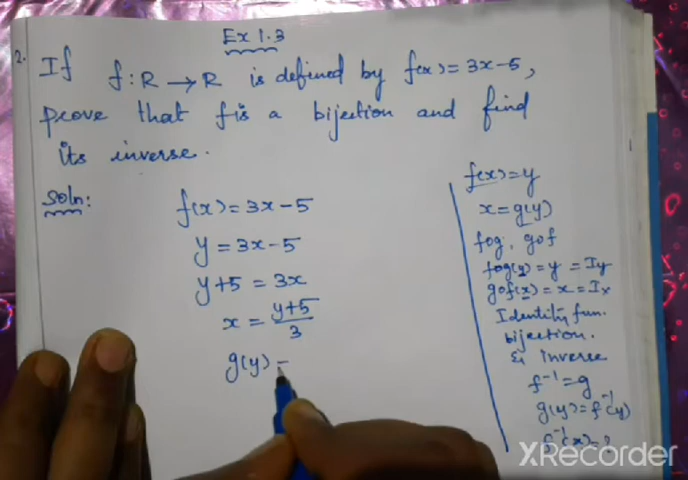 Ex 1.3
2. If f : R → R is defined by f(x) = 3x - 5,
prove that f is a bijection and find
its inverse.
Soln:
f(x) = 3x - 5
y = 3x - 5
y + 5 = 3x
x = y+5/3
g(y) =
f(x) = y
x = g(y)
fog, gof
fog(y) = y = Iy
gof(x) = x = Ix
Identity fun.
bijection.
& inverse
f⁻¹ = g
g(y) = f⁻¹(y)
f⁻¹(x) = ?
XRecorder